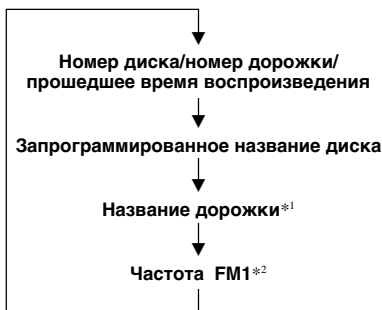 Номер диска/номер дорожки/
прошедшее время воспроизведения
Запрограммированное название диска
Название дорожки*1
Частота FM1*2